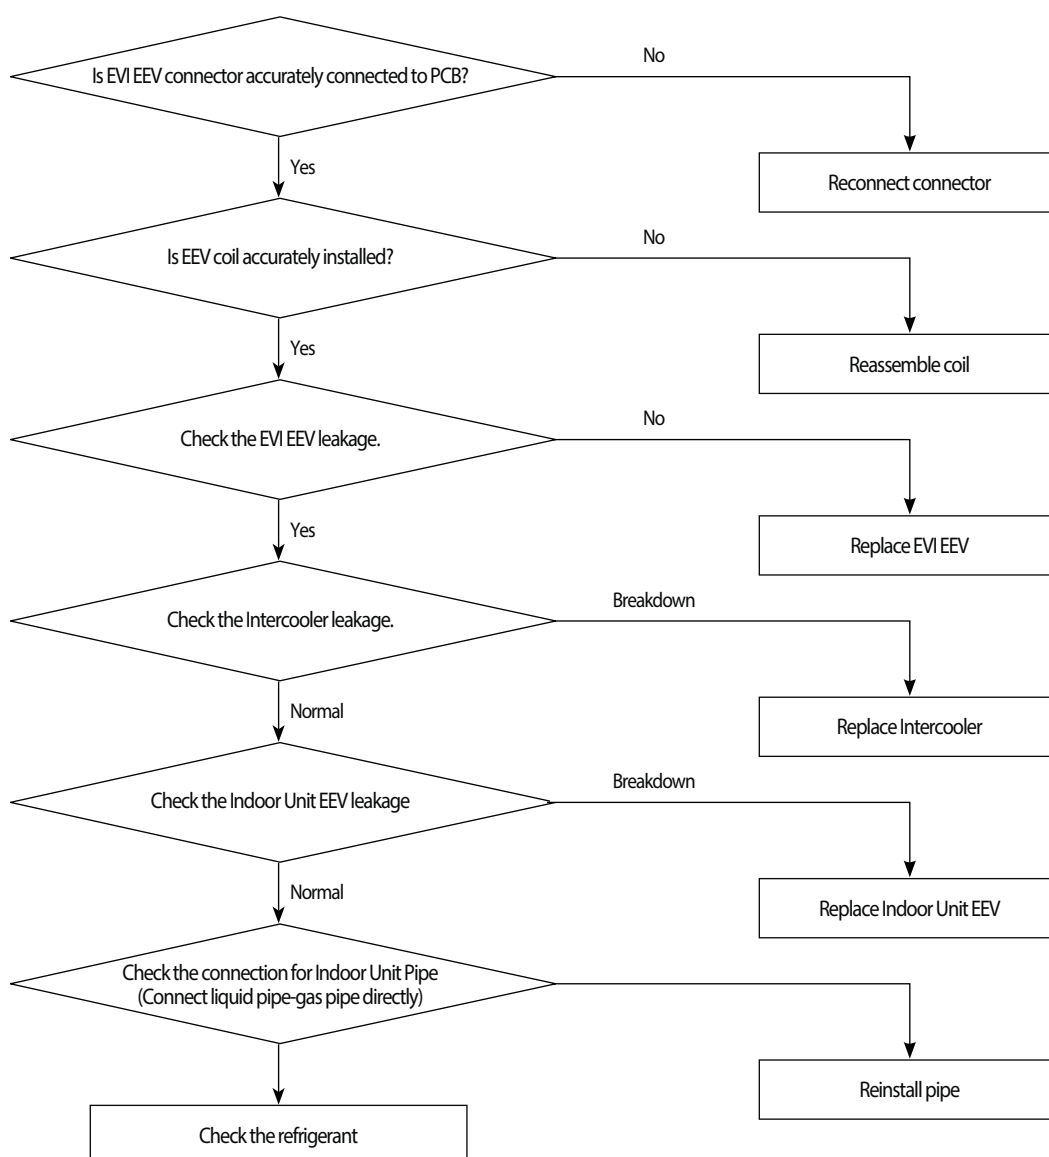 Is EVI EEV connector accurately connected to PCB?
No
Yes
Reconnect connector
Is EEV coil accurately installed?
No
Yes
Reassemble coil
Check the EVI EEV leakage.
No
Yes
Replace EVI EEV
Check the Intercooler leakage.
Breakdown
Normal
Replace Intercooler
Check the Indoor Unit EEV leakage
Breakdown
Normal
Replace Indoor Unit EEV
Check the connection for Indoor Unit Pipe
(Connect liquid pipe-gas pipe directly)
Reinstall pipe
Check the refrigerant